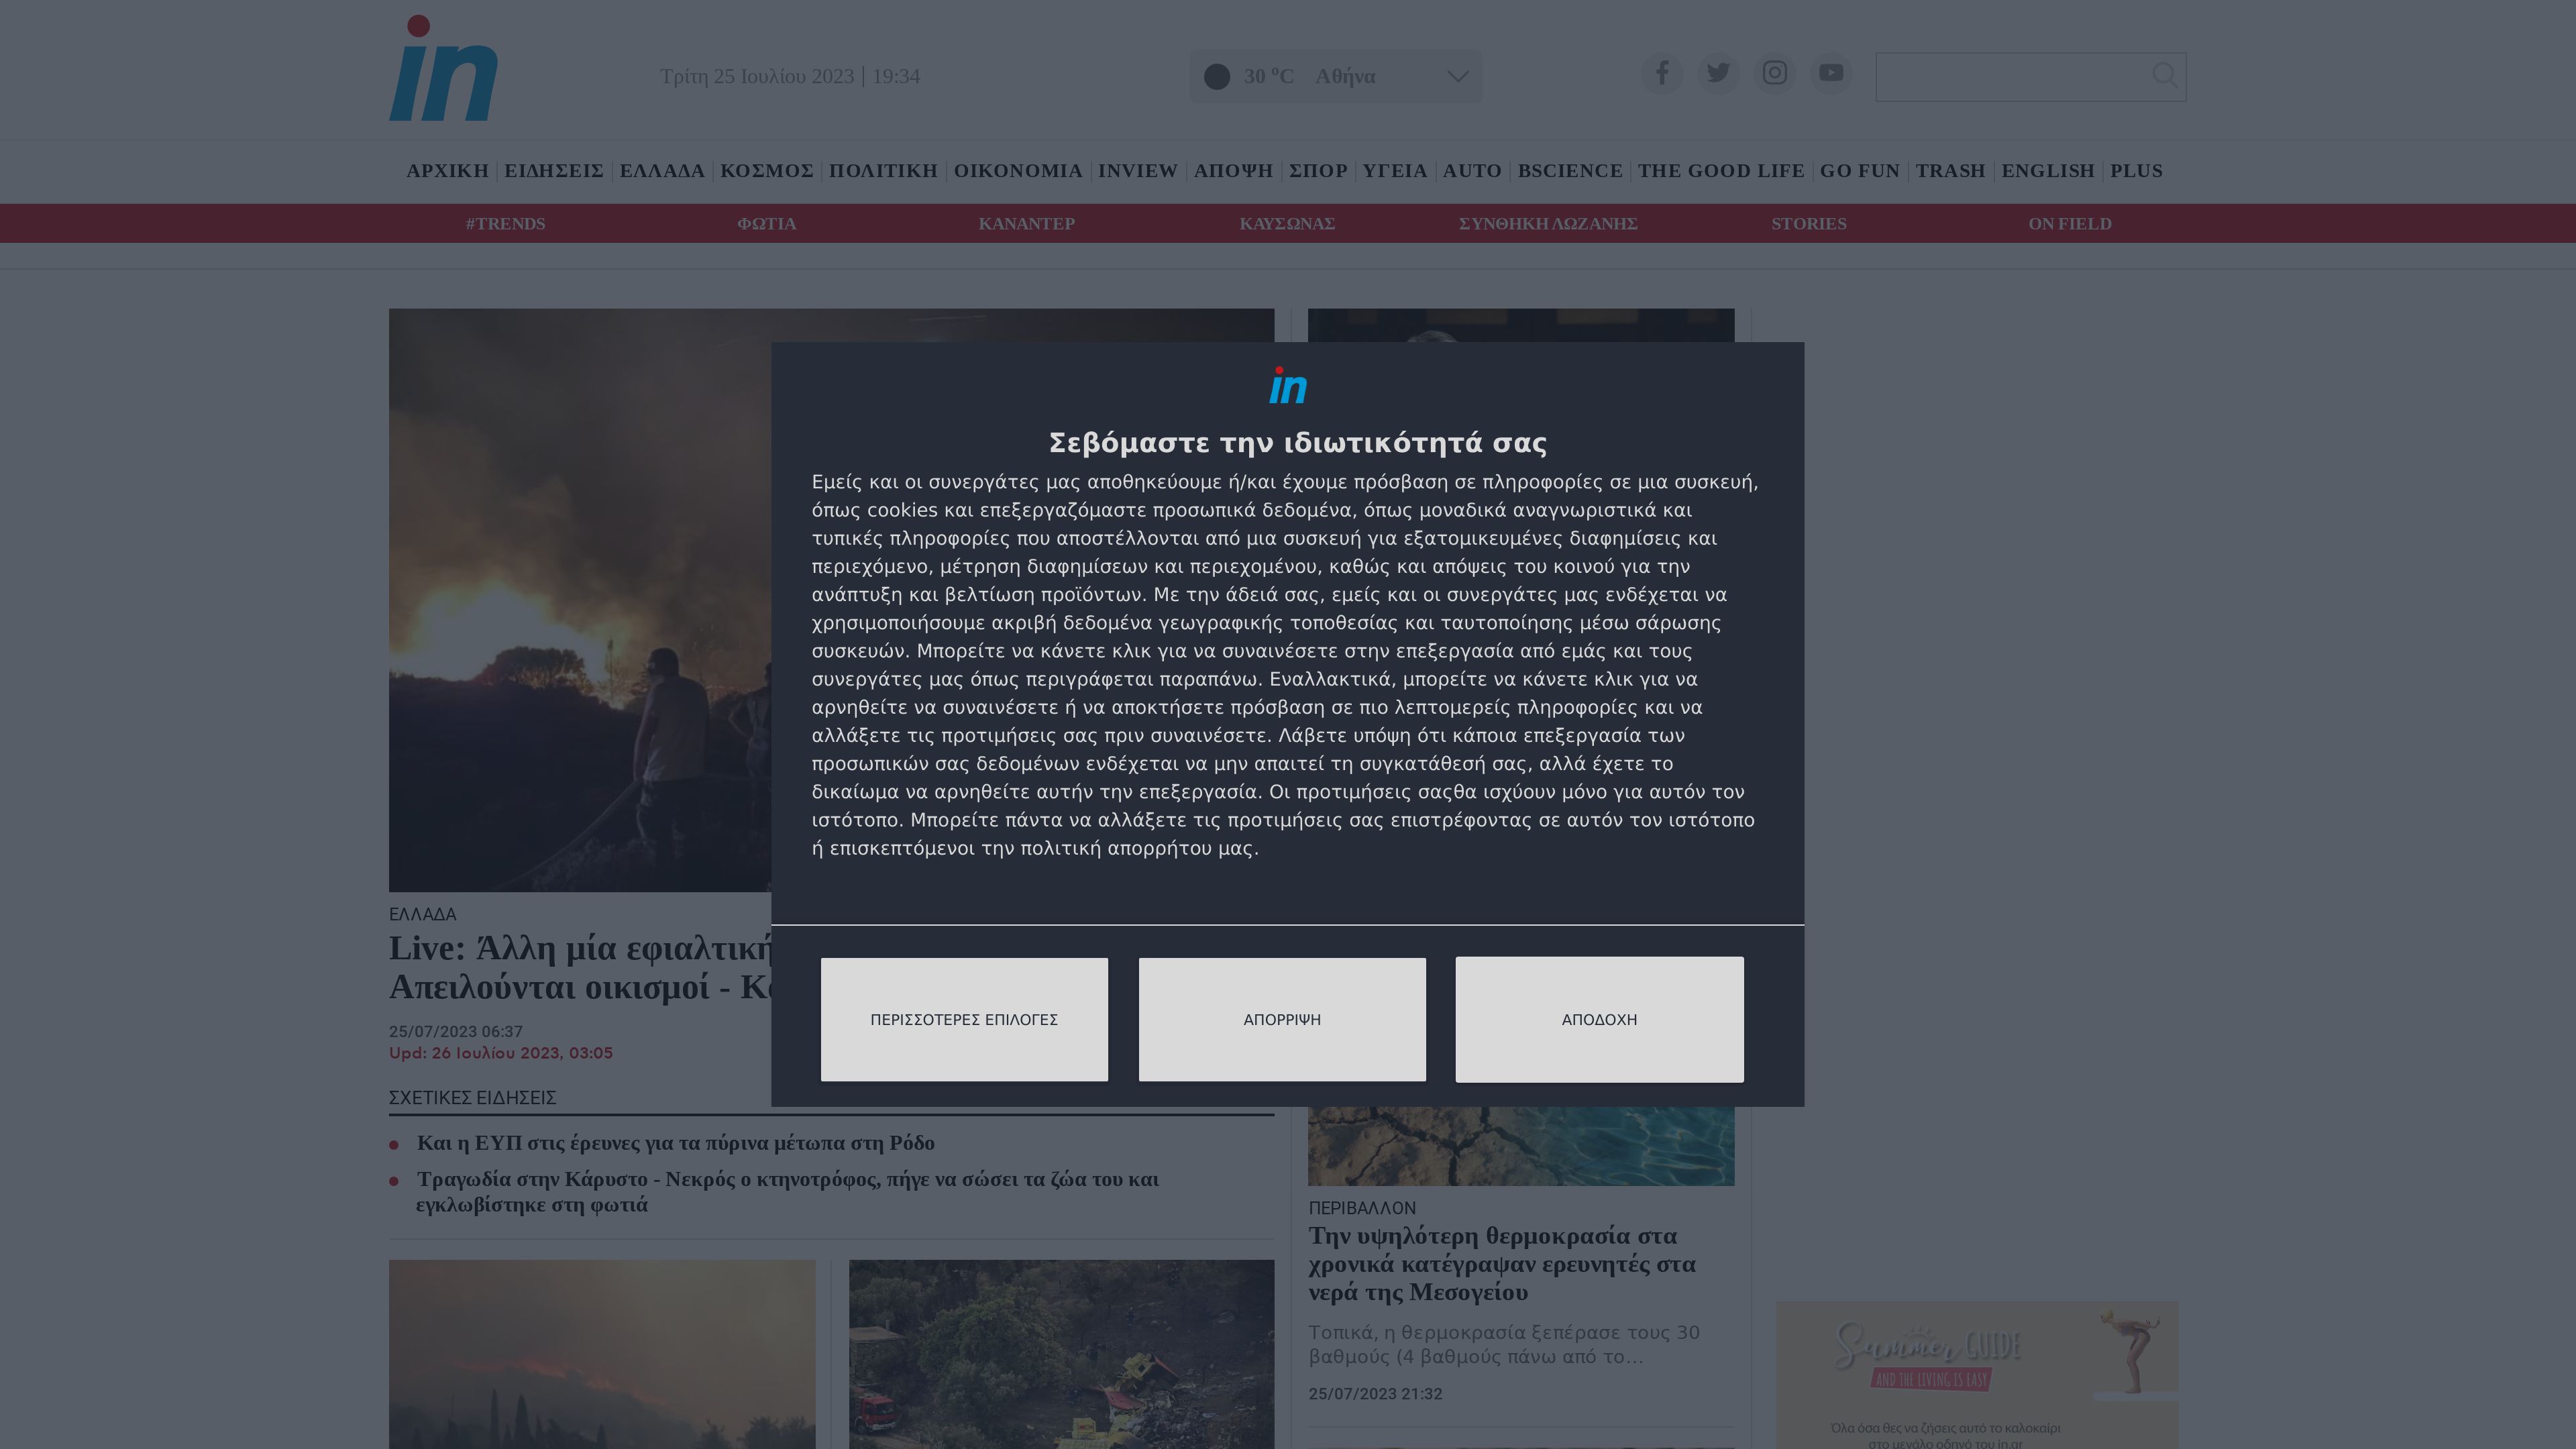 in
Τρίτη 25 Ιουλίου 2023 | 19:34
30 °C Αθήνα
ΑΡΧΙΚΗ ΕΙΔΗΣΕΙΣ ΕΛΛΑΔΑ ΚΟΣΜΟΣ ΠΟΛΙΤΙΚΗ ΟΙΚΟΝΟΜΙΑ INVIEW ΑΠΟΨΗ ΣΠΟΡ ΥΓΕΙΑ AUTO BSCIENCE THE GOOD LIFE GO FUN TRASH ENGLISH PLUS
#TRENDS ΦΩΤΙΑ ΚΑΝΑΝΤΕΡ ΚΑΥΣΩΝΑΣ ΣΥΝΘΗΚΗ ΛΩΖΑΝΗΣ STORIES ON FIELD
in
Σεβόμαστε την ιδιωτικότητά σας
Εμείς και οι συνεργάτες μας αποθηκεύουμε ή/και έχουμε πρόσβαση σε πληροφορίες σε μια συσκευή,
όπως cookies και επεξεργαζόμαστε προσωπικά δεδομένα, όπως μοναδικά αναγνωριστικά και
τυπικές πληροφορίες που αποστέλλονται από μια συσκευή για εξατομικευμένες διαφημίσεις και
περιεχόμενο, μέτρηση διαφημίσεων και περιεχομένου, καθώς και απόψεις του κοινού για την
ανάπτυξη και βελτίωση προϊόντων. Με την άδειά σας, εμείς και οι συνεργάτες μας ενδέχεται να
χρησιμοποιήσουμε ακριβή δεδομένα γεωγραφικής τοποθεσίας και ταυτοποίησης μέσω σάρωσης
συσκευών. Μπορείτε να κάνετε κλικ για να συναινέσετε στην επεξεργασία από εμάς και τους
συνεργάτες μας όπως περιγράφεται παραπάνω. Εναλλακτικά, μπορείτε να κάνετε κλικ για να
αρνηθείτε να συναινέσετε ή να αποκτήσετε πρόσβαση σε πιο λεπτομερείς πληροφορίες και να
αλλάξετε τις προτιμήσεις σας πριν συναινέσετε. Λάβετε υπόψη ότι κάποια επεξεργασία των
προσωπικών σας δεδομένων ενδέχεται να μην απαιτεί τη συγκατάθεσή σας, αλλά έχετε το
δικαίωμα να αρνηθείτε αυτήν την επεξεργασία. Οι προτιμήσεις σαςθα ισχύουν μόνο για αυτόν τον
ιστότοπο. Μπορείτε πάντα να αλλάξετε τις προτιμήσεις σας επιστρέφοντας σε αυτόν τον ιστότοπο
ή επισκεπτόμενοι την πολιτική απορρήτου μας.
ΠΕΡΙΣΣΟΤΕΡΕΣ ΕΠΙΛΟΓΕΣ
ΑΠΟΡΡΙΨΗ
ΑΠΟΔΟΧΗ
ΕΛΛΑΔΑ
Live: Άλλη μία εφιαλτική
Απειλούνται οικισμοί -
25/07/2023 06:37
Upd: 26 Ιουλίου 2023, 03:05
ΣΧΕΤΙΚΕΣ ΕΙΔΗΣΕΙΣ
Και η ΕΥΠ στις έρευνες για τα πύρινα μέτωπα στη Ρόδο
Τραγωδία στην Κάρυστο - Νεκρός ο κτηνοτρόφος, πήγε να σώσει τα ζώα του και
εγκλωβίστηκε στη φωτιά
ΠΕΡΙΒΑΛΛΟΝ
Την υψηλότερη θερμοκρασία στα
χρονικά κατέγραψαν ερευνητές στα
νερά της Μεσογείου
Τοπικά, η θερμοκρασία ξεπέρασε τους 30
βαθμούς (4 βαθμούς πάνω από το...
25/07/2023 21:32
Summer GUIDE
AND THE LIVING IS EASY
Όλα όσα θες να ζήσεις αυτό το καλοκαίρι
στο μεγάλο οδηγό του in.gr